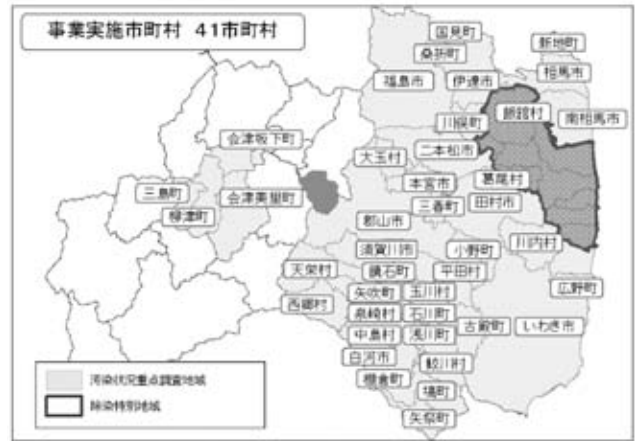 事業実施市町村 41市町村
国見町
桑折町
新地町
福島市
伊達市
相馬市
川俣町
飯舘村
南相馬市
会津坂下町
大玉村
二本松市
三島町
会津美里町
本宮市
葛尾村
柳津町
三春町
田村市
郡山市
須賀川市
小野町
川内村
天栄村
鏡石町
平田村
西郷村
矢吹町
玉川村
広野町
泉崎村
石川町
中島村
浅川町
古殿町
いわき市
白河市
鮫川村
棚倉町
塙町
矢祭町
汚染状況重点調査地域
除染特別地域